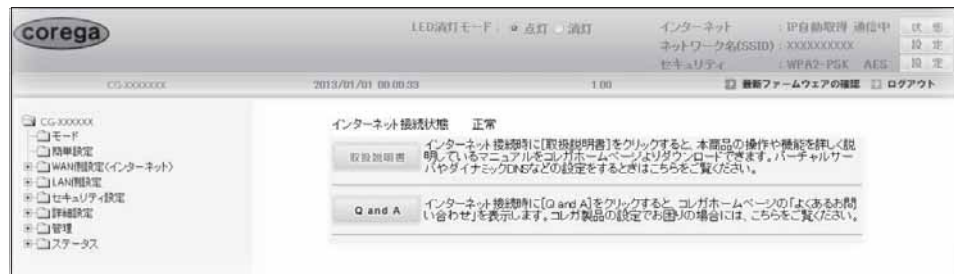 corega
LED消灯モード: 点灯 消灯
インターネット : IP自動取得 通信中 状 態
ネットワーク名(SSID) : XXXXXXXXXX 設 定
セキュリティ : WPA2-PSK AES 設 定
CG-XXXXXXX 2013/01/01 00:00:33 1.00 最新ファームウェアの確認 ログアウト
CG-XXXXXX
モード
簡単設定
WAN側設定(インターネット)
LAN側設定
セキュリティ設定
詳細設定
管理
ステータス
インターネット接続状態 正常
取扱説明書
インターネット接続時に[取扱説明書]をクリックすると、本商品の操作や機能を詳しく説
明しているマニュアルをコレガホームページよりダウンロードできます。バーチャルサー
バやダイナミックDNSなどの設定をするときはこちらをご覧ください。
Q and A
インターネット接続時に[Q and A]をクリックすると、コレガホームページの「よくあるお問
い合わせ」を表示します。コレガ製品の設定でお困りの場合には、こちらをご覧ください。